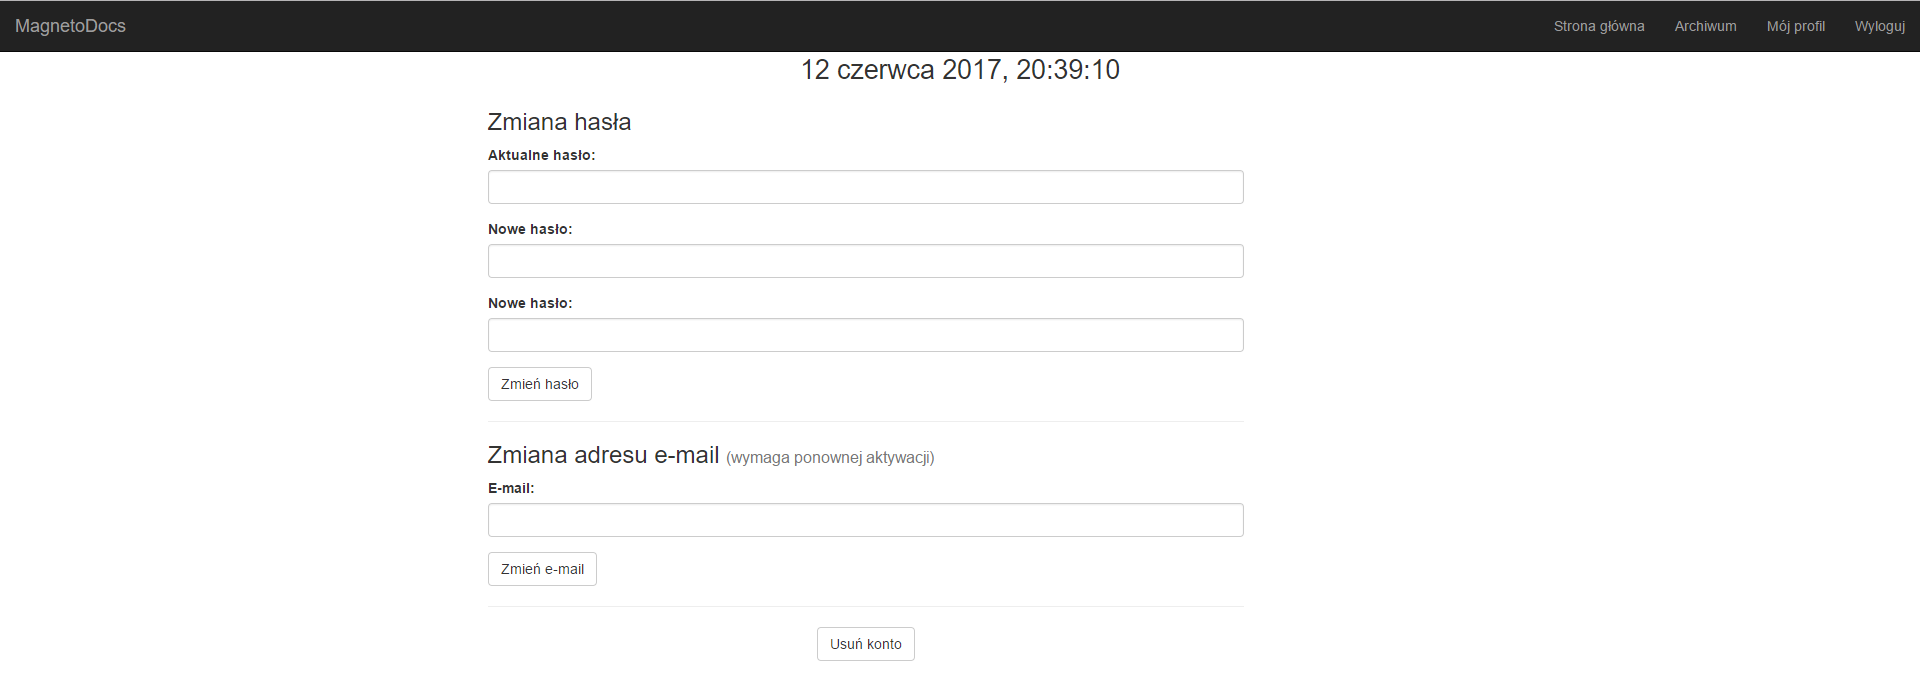 MagnetoDocs Strona główna Archiwum Mój profil Wyloguj
12 czerwca 2017, 20:39:10
Zmiana hasła
Aktualne hasło:
Nowe hasło:
Nowe hasło:
Zmień hasło
Zmiana adresu e-mail (wymaga ponownej aktywacji)
E-mail:
Zmień e-mail
Usuń konto